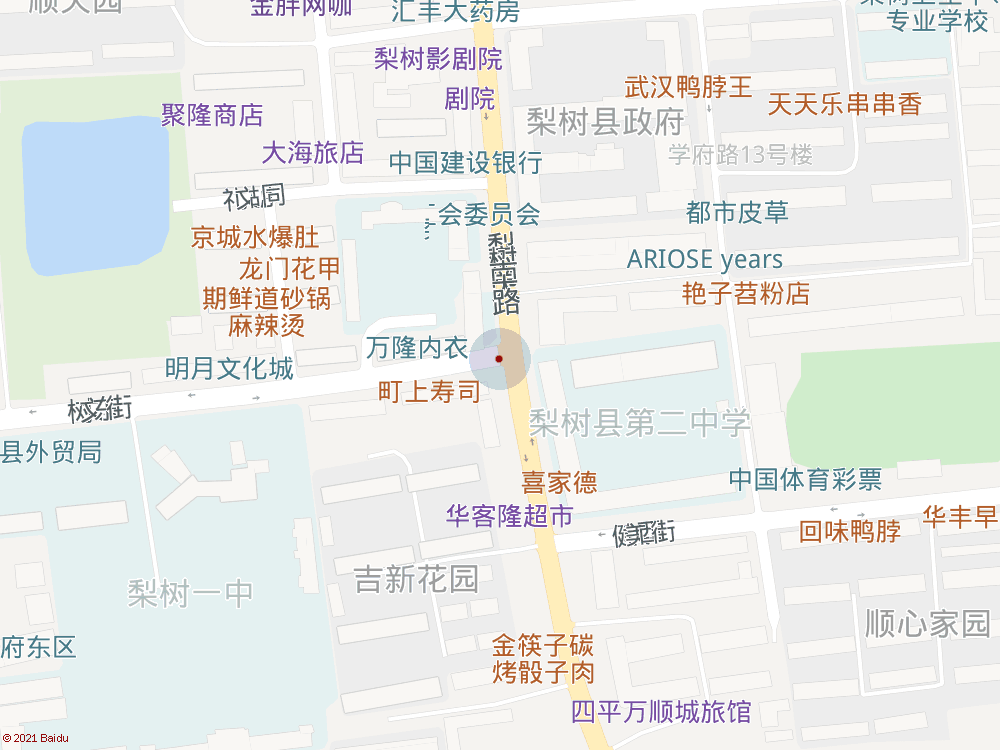 顺天园
金胖网咖
汇丰大药房
专业学校
梨树影剧院
剧院
武汉鸭脖王
天天乐串串香
聚隆商店
梨树县政府
大海旅店
中国建设银行
学府路13号楼
会委员会
都市皮草
京城水爆肚
ARIOSE years
龙门花甲
艳子苕粉店
期鲜道砂锅
麻辣烫
万隆内衣
明月文化城
町上寿司
梨树县第二中学
县外贸局
喜家德
中国体育彩票
华客隆超市
华丰早
回味鸭脖
吉新花园
梨树一中
顺心家园
府东区
金筷子碳
烤骰子肉
四平万顺城旅馆
© 2021 Baidu